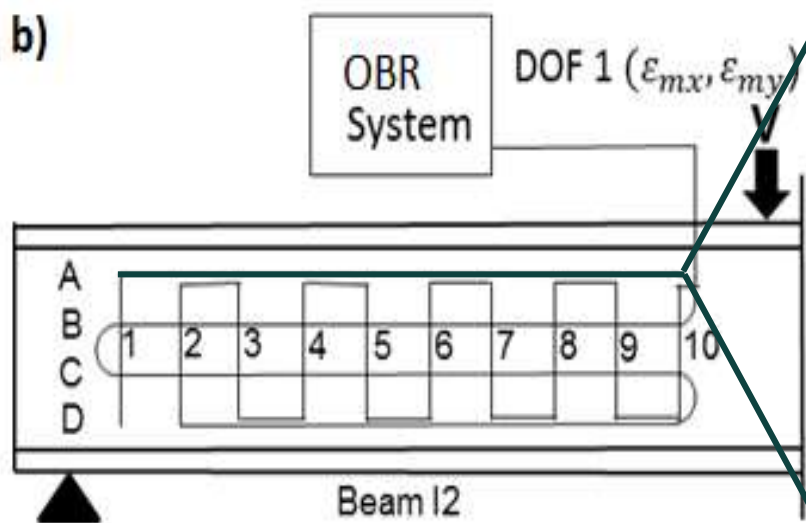 b)
OBR
System
DOF 1 (εmx, εmy)
V
A
B
C
D
1 2 3 4 5 6 7 8 9 10
Beam I2